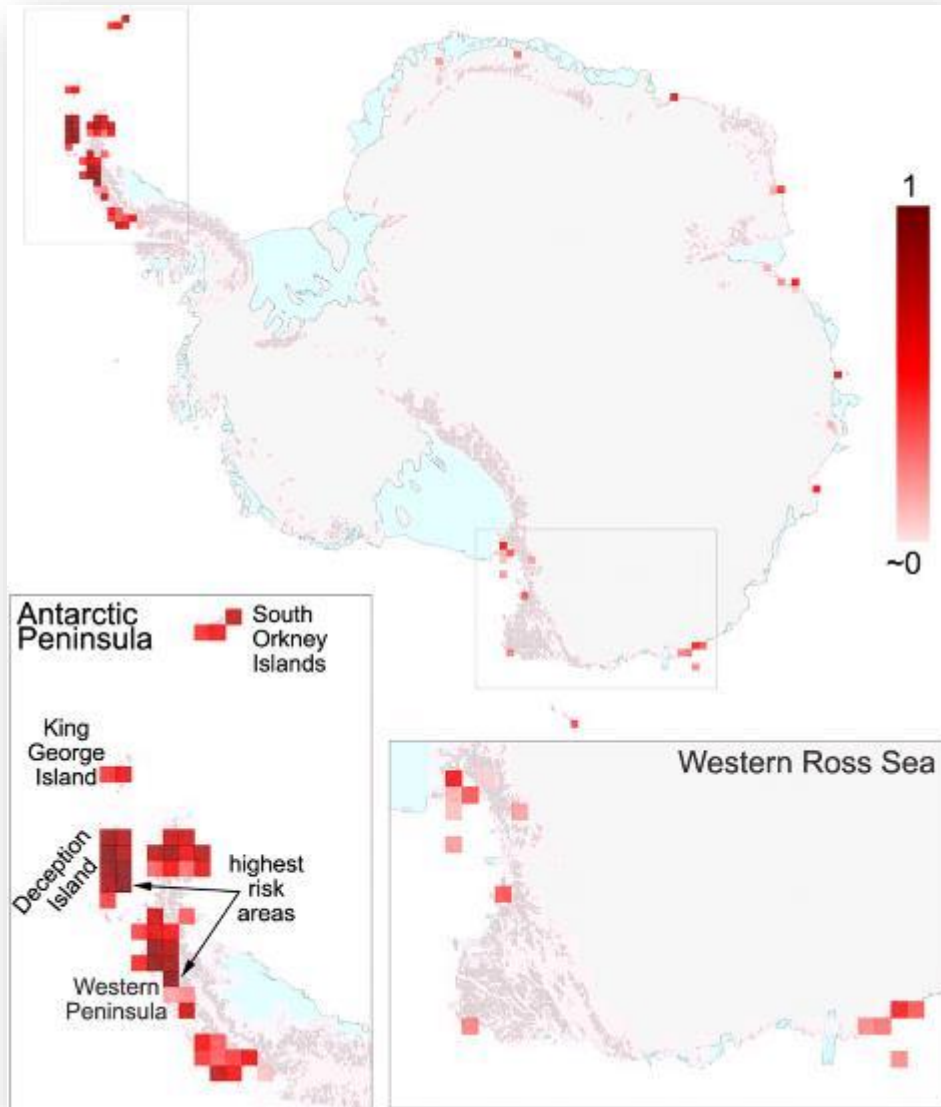 1
~0
Antarctic
Peninsula
South
Orkney
Islands
King
George
Island
Deception
Island
highest
risk
areas
Western
Peninsula
Western Ross Sea